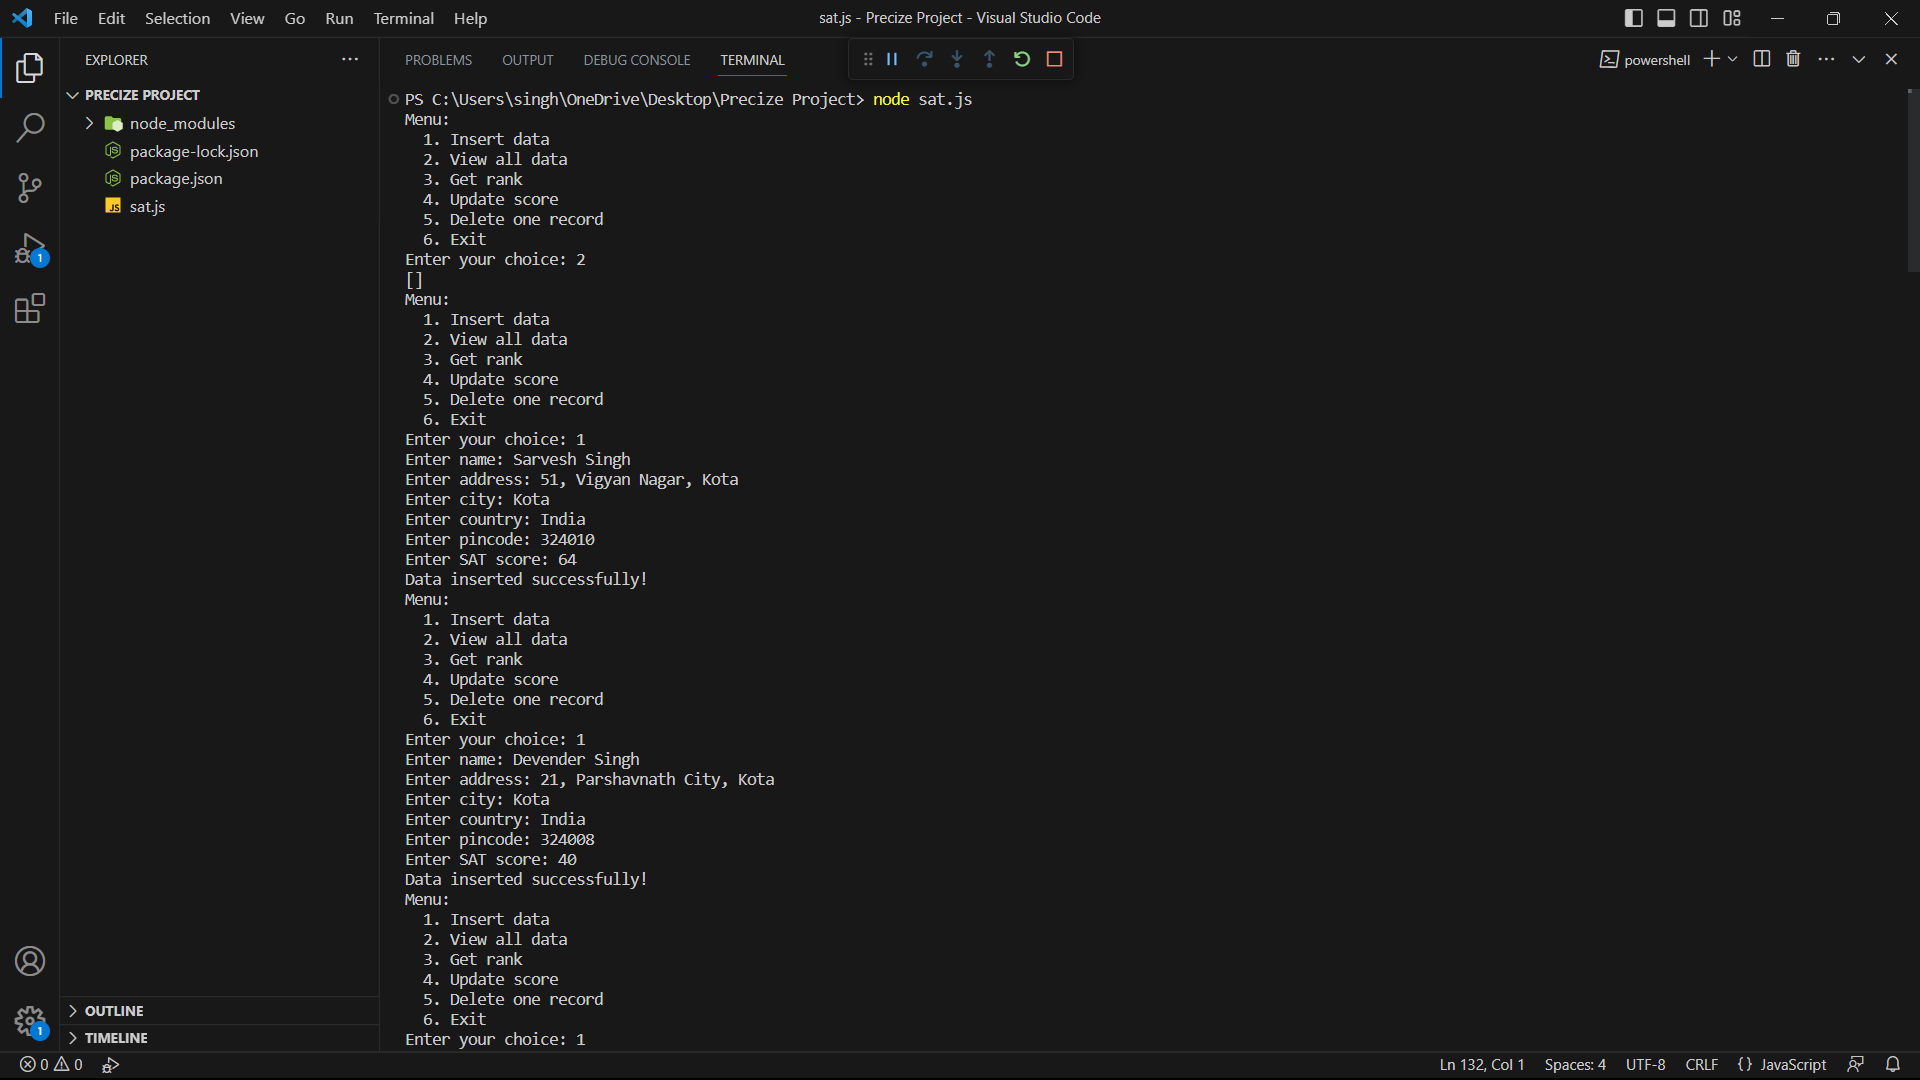 File Edit Selection View Go Run Terminal Help
sat.js - Precize Project - Visual Studio Code
EXPLORER
PRECIZE PROJECT
node_modules
package-lock.json
package.json
JS sat.js
OUTLINE
TIMELINE
PROBLEMS OUTPUT DEBUG CONSOLE TERMINAL
powershell
PS C:\Users\singh\OneDrive\Desktop\Precize Project> node sat.js
Menu:
1. Insert data
2. View all data
3. Get rank
4. Update score
5. Delete one record
6. Exit
Enter your choice: 2
[]
Menu:
1. Insert data
2. View all data
3. Get rank
4. Update score
5. Delete one record
6. Exit
Enter your choice: 1
Enter name: Sarvesh Singh
Enter address: 51, Vigyan Nagar, Kota
Enter city: Kota
Enter country: India
Enter pincode: 324010
Enter SAT score: 64
Data inserted successfully!
Menu:
1. Insert data
2. View all data
3. Get rank
4. Update score
5. Delete one record
6. Exit
Enter your choice: 1
Enter name: Devender Singh
Enter address: 21, Parshavnath City, Kota
Enter city: Kota
Enter country: India
Enter pincode: 324008
Enter SAT score: 40
Data inserted successfully!
Menu:
1. Insert data
2. View all data
3. Get rank
4. Update score
5. Delete one record
6. Exit
Enter your choice: 1
1
1
0 0
Ln 132, Col 1 Spaces: 4 UTF-8 CRLF {} JavaScript